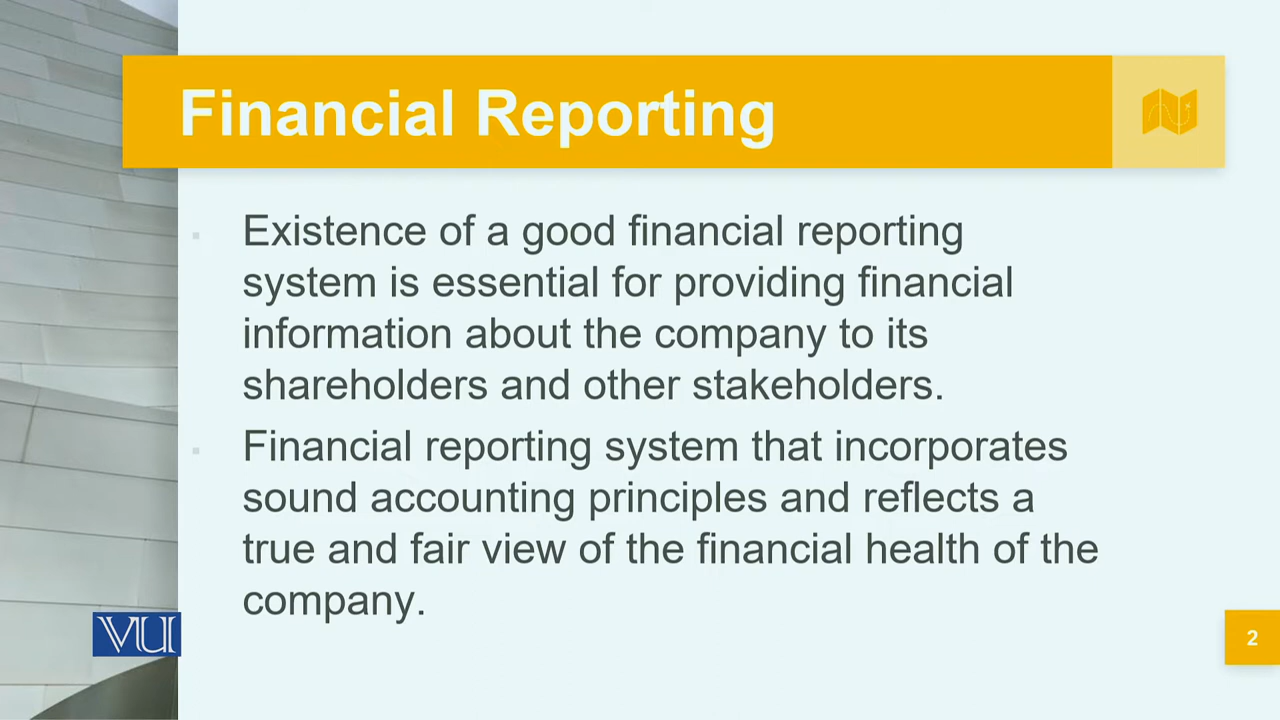 Financial Reporting
Existence of a good financial reporting
system is essential for providing financial
information about the company to its
shareholders and other stakeholders.
Financial reporting system that incorporates
sound accounting principles and reflects a
true and fair view of the financial health of the
company.
VU
2